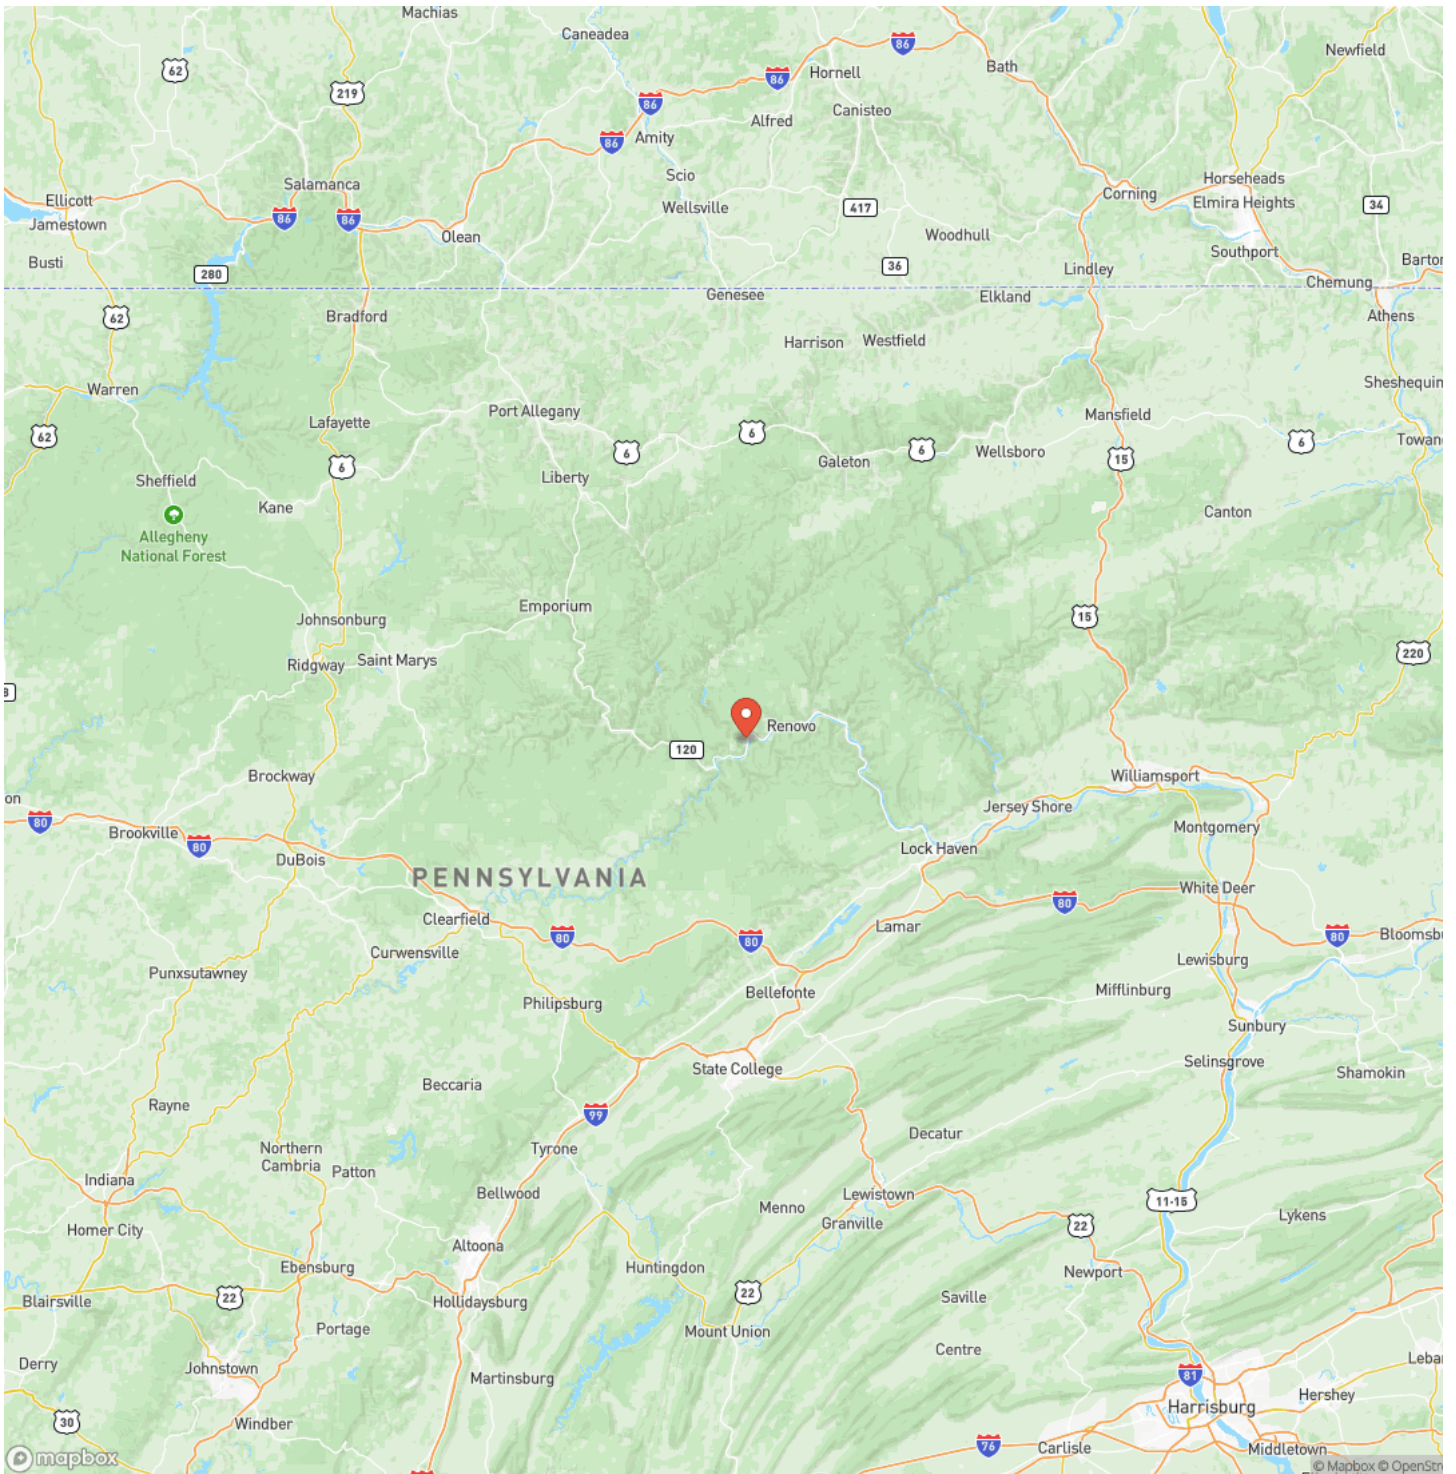 Machias
Caneadea
Newfield
62
219
86
86
86
86
Hornell
Bath
Canisteo
Alfred
Amity
Scio
Wellsville
417
Woodhull
Corning
Horseheads
Elmira Heights
34
Southport
Ellicott
Jamestown
Salamanca
86
86
Olean
Busti
280
36
Lindley
Barton
Chemung
Genesee
Elkland
62
Bradford
Athens
Harrison
Westfield
Warren
Sheshequin
Port Allegany
Mansfield
Lafayette
62
6
6
6
6
6
Galeton
Wellsboro
15
Liberty
Sheffield
Kane
Canton
Allegheny
National Forest
Emporium
Johnsonburg
15
Ridgway
Saint Marys
220
Renovo
120
Brockway
Williamsport
on
Jersey Shore
80
Brookville
80
Montgomery
DuBois
Lock Haven
PENNSYLVANIA
White Deer
80
Clearfield
80
80
Lamar
80
Curwensville
Lewisburg
Punxsutawney
Philipsburg
Bellefonte
Mifflinburg
Sunbury
State College
Selinsgrove
Shamokin
Beccaria
Rayne
99
Decatur
Northern
Cambria
Tyrone
Patton
Indiana
Bellwood
Lewistown
Menno
Granville
11-15
Lykens
22
Homer City
Altoona
Ebensburg
Huntingdon
Newport
22
22
Blairsville
Hollidaysburg
Saville
Portage
Mount Union
Centre
Derry
Johnstown
Martinsburg
81
Hershey
Harrisburg
30
Windber
76
Carlisle
Middletown
mapbox
© Mapbox © OpenStre